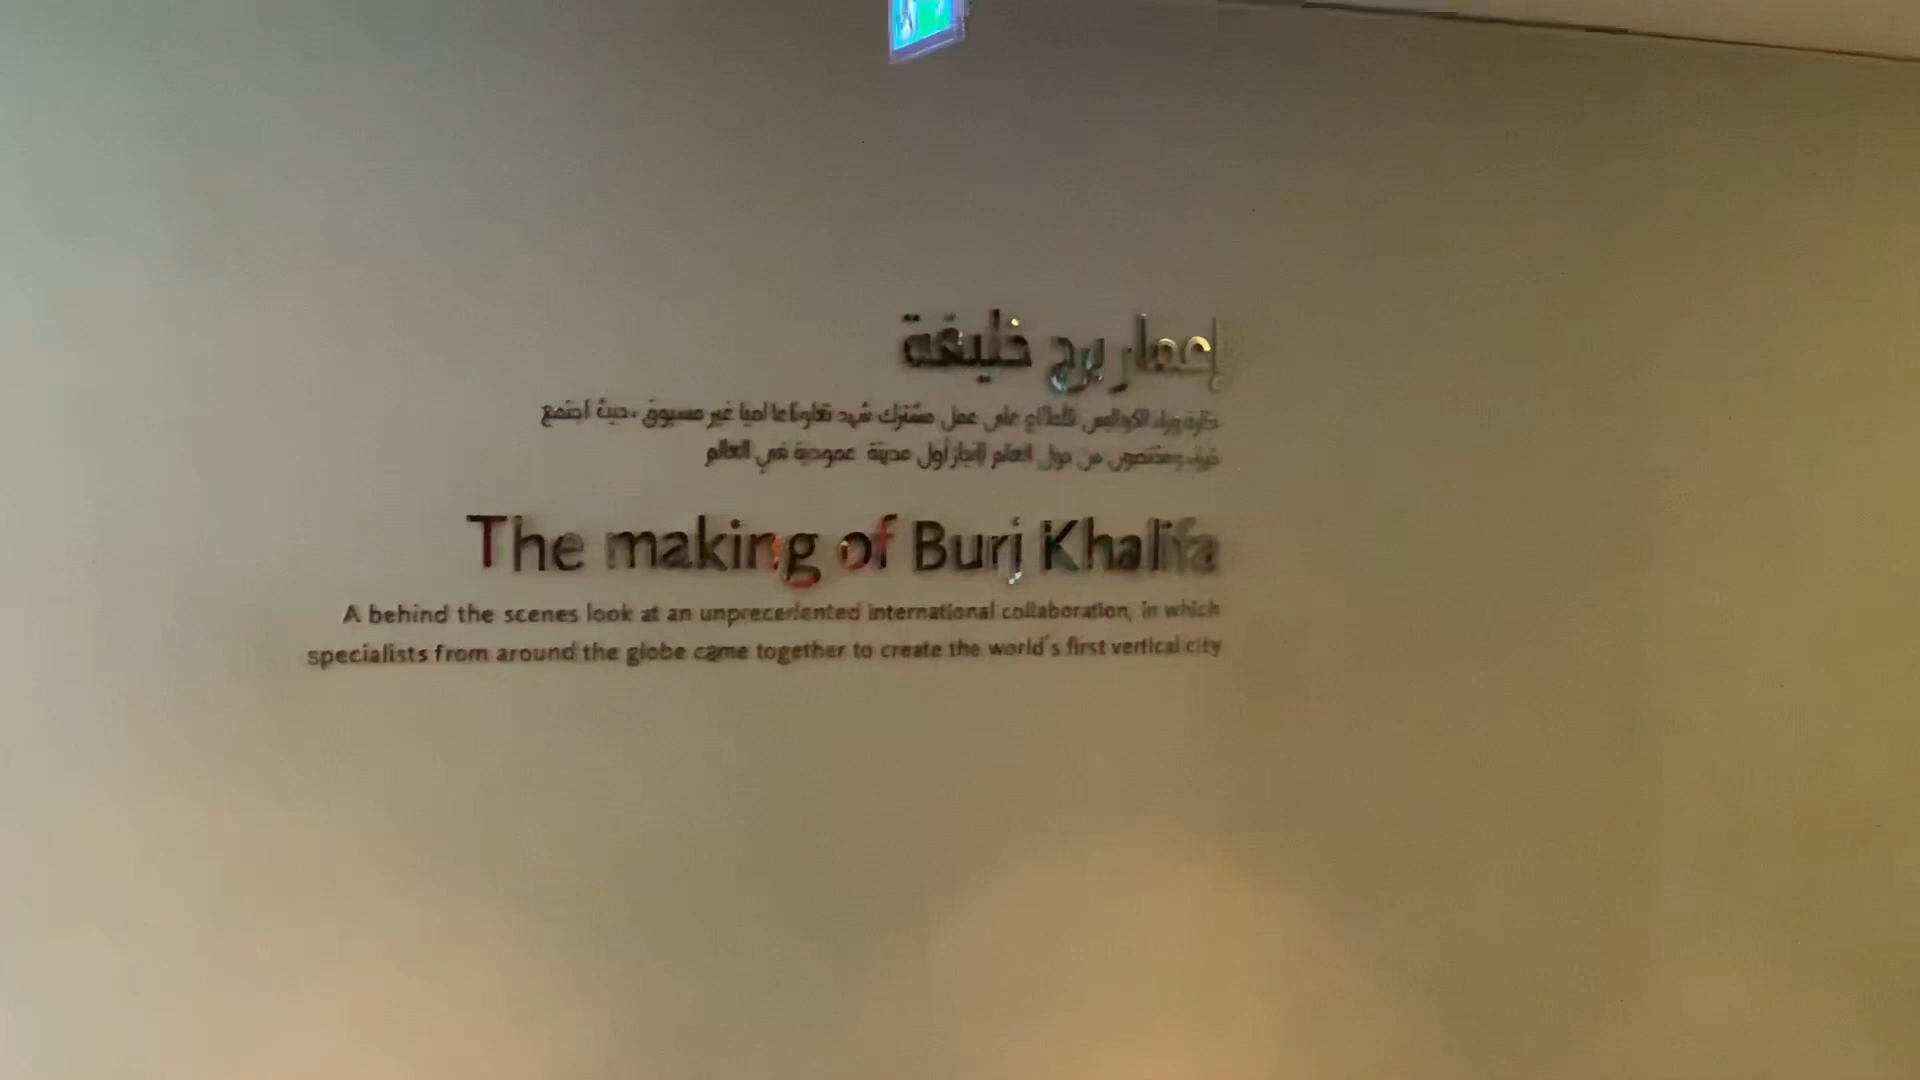 إعمار برج خليفة
نظرة وراء الكواليس للاطلاع على عمل مشترك شهد تعاونا عالميا غير مسبوق، حيث اجتمع
خبراء ومختصون من حول العالم لإنجاز أول مدينة عمودية في العالم
The making of Burj Khalifa
A behind the scenes look at an unprecedented international collaboration, in which
specialists from around the globe came together to create the world's first vertical city